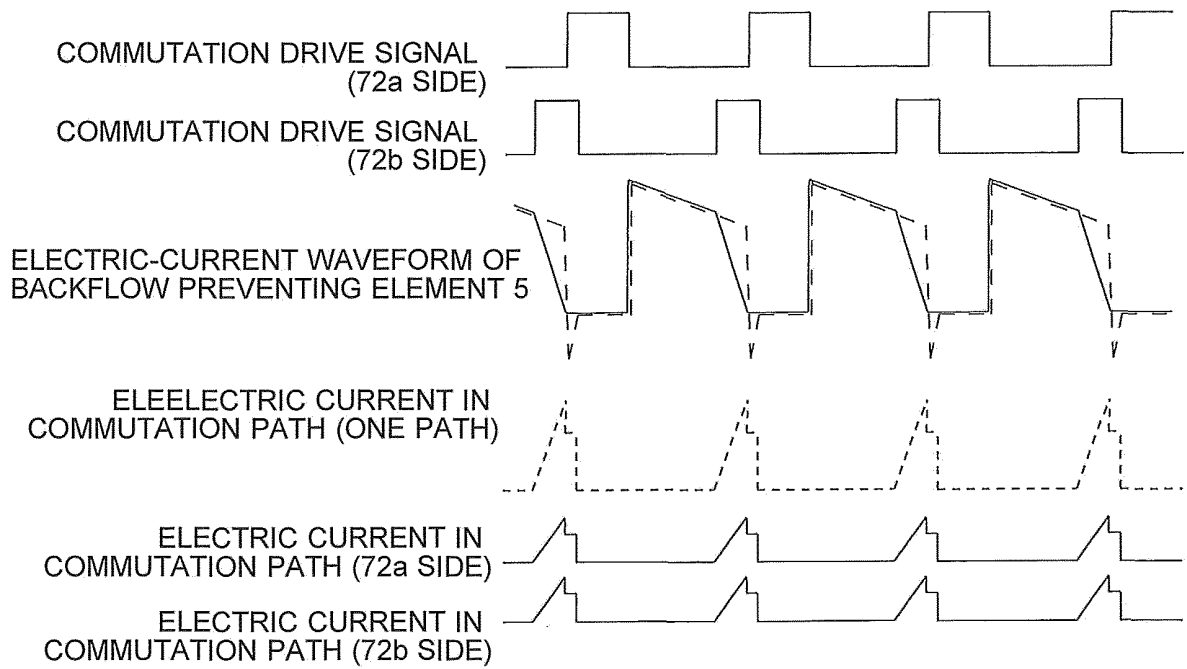 COMMUTATION DRIVE SIGNAL
(72a SIDE)
COMMUTATION DRIVE SIGNAL
(72b SIDE)
ELECTRIC-CURRENT WAVEFORM OF
BACKFLOW PREVENTING ELEMENT 5
ELEELECTRIC CURRENT IN
COMMUTATION PATH (ONE PATH)
ELECTRIC CURRENT IN
COMMUTATION PATH (72a SIDE)
ELECTRIC CURRENT IN
COMMUTATION PATH (72b SIDE)